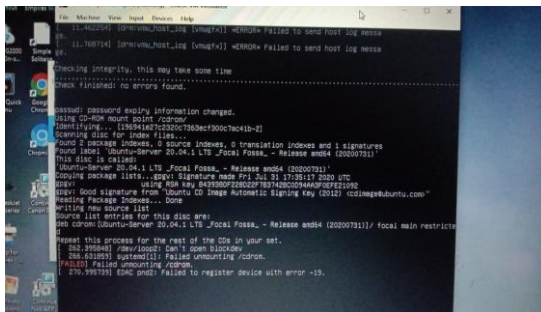 File Machine View Input Devices Help
[ 11.462254] [drm:vmw_host_log [vmwgfx]] *ERROR* Failed to send host log messa
ge.
[ 11.768714] [drm:vmw_host_log [vmwgfx]] *ERROR* Failed to send host log messa
ge.
Checking integrity, this may take some time
Check finished: no errors found.
passwd: password expiry information changed.
Using CD-ROM mount point /cdrom/
Identifying... [196941e27c2320c7363ecf300c7ac41b-2]
Scanning disc for index files...
Found 2 package indexes, 0 source indexes, 0 translation indexes and 1 signatures
Found label 'Ubuntu-Server 20.04.1 LTS _Focal Fossa_ - Release amd64 (20200731)'
This disc is called:
'Ubuntu-Server 20.04.1 LTS _Focal Fossa_ - Release amd64 (20200731)'
Copying package lists...gpgv: Signature made Fri Jul 31 17:35:17 2020 UTC
gpgv: using RSA key 843938DF228D22F7B3742BC0D94AA3F0EFE21092
gpgv: Good signature from "Ubuntu CD Image Automatic Signing Key (2012) <cdimage@ubuntu.com>"
Reading Package Indexes... Done
Writing new source list
Source list entries for this disc are:
deb cdrom:[Ubuntu-Server 20.04.1 LTS _Focal Fossa_ - Release amd64 (20200731)]/ focal main restricte
d
Repeat this process for the rest of the CDs in your set.
[ 262.395848] /dev/loop2: Can't open blockdev
[ 266.631859] systemd[1]: Failed unmounting /cdrom.
[FAILED] Failed unmounting /cdrom.
[ 270.995739] EDAC pnd2: Failed to register device with error -19.
Simple
Quick